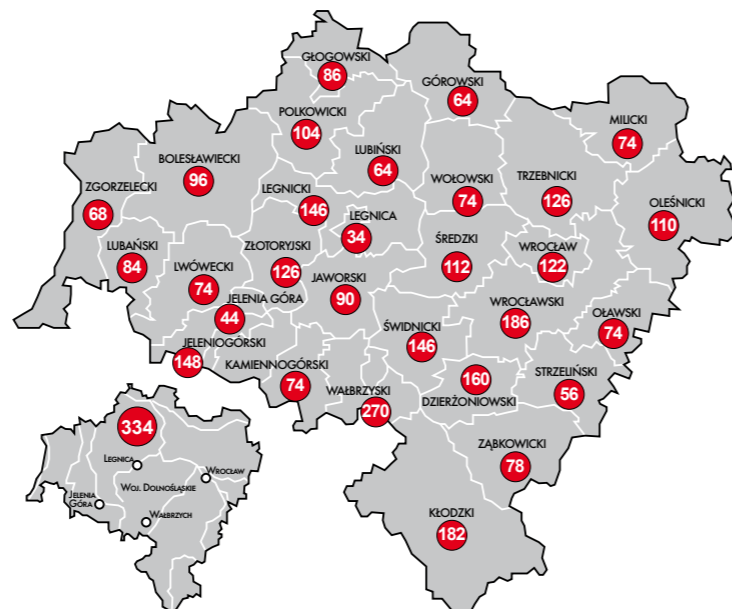 GŁOGOWSKI
86
GÓROWSKI
64
POLKOWICKI
104
MILICKI
74
LUBIŃSKI
64
BOLESŁAWIECKI
96
ZGORZELECKI
68
LEGNICKI
146
WOŁOWSKI
74
TRZEBNICKI
126
OLEŚNICKI
110
LEGNICA
34
LUBAŃSKI
84
ZŁOTORYJSKI
126
ŚREDZKI
112
WROCŁAW
122
LWÓWECKI
74
JAWORSKI
90
JELENIA GÓRA
44
WROCŁAWSKI
186
OŁAWSKI
74
ŚWIDNICKI
146
JELENIOGÓRSKI
148
KAMIENNOGÓRSKI
74
WAŁBRZYSKI
270
160
DZIERŻONIOWSKI
STRZELIŃSKI
56
ZĄBKOWICKI
78
KŁODZKI
182
334
LEGNICA
WROCŁAW
WOJ. DOLNOŚLĄSKIE
JELENIA
GÓRA
WAŁBRZYCH